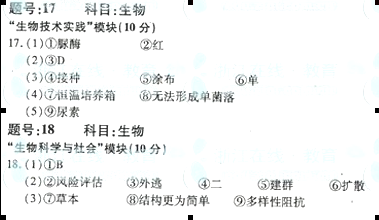 题号:17 科目:生物
“生物技术实践”模块(10分)
17.(1)①脲酶 ②红
(2)③D
(3)④接种 ⑤涂布 ⑥单
(4)⑦恒温培养箱 ⑧无法形成单菌落
(5)⑨尿素
题号:18 科目:生物
“生物科学与社会”模块(10分)
18.(1)①B
(2)②风险评估 ③外逃 ④二 ⑤建群 ⑥扩散
(3)⑦草本 ⑧结构更为简单 ⑨多样性阻抗